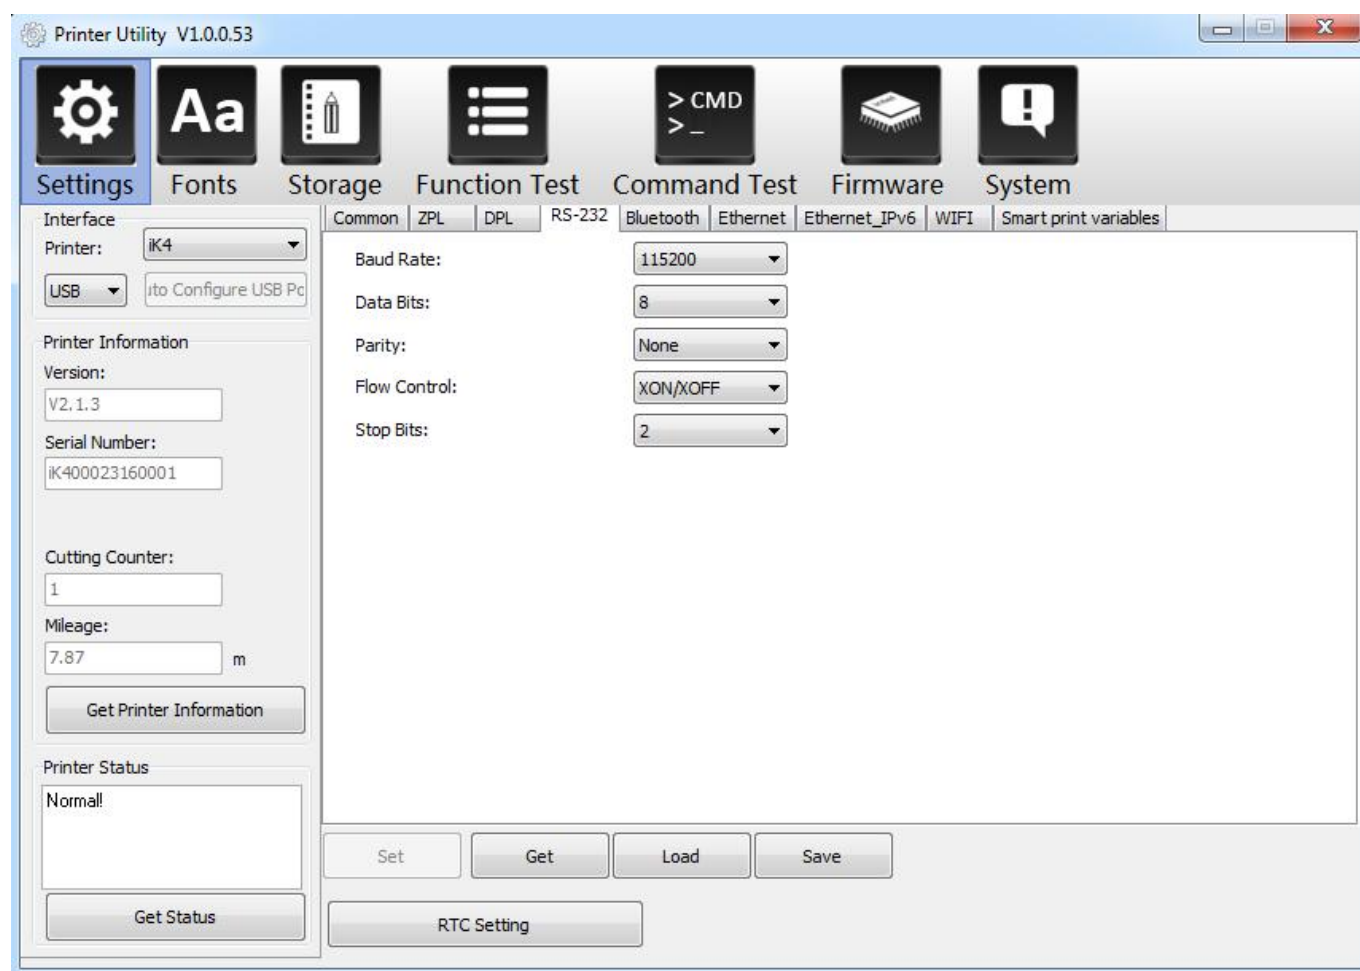 Printer Utility V1.0.0.53
X
Aa
> CMD
>_
Settings Fonts Storage Function Test Command Test Firmware System
Interface
Common ZPL DPL RS-232 Bluetooth Ethernet Ethernet_IPv6 WIFI Smart print variables
Printer: iK4
USB
ito Configure USB Pc
Printer Information
Version:
V2.1.3
Serial Number:
iK400023160001
Cutting Counter:
1
Mileage:
7.87 m
Get Printer Information
Printer Status
Normal!
Get Status
Baud Rate: 115200
Data Bits: 8
Parity: None
Flow Control: XON/XOFF
Stop Bits: 2
Set Get Load Save
RTC Setting